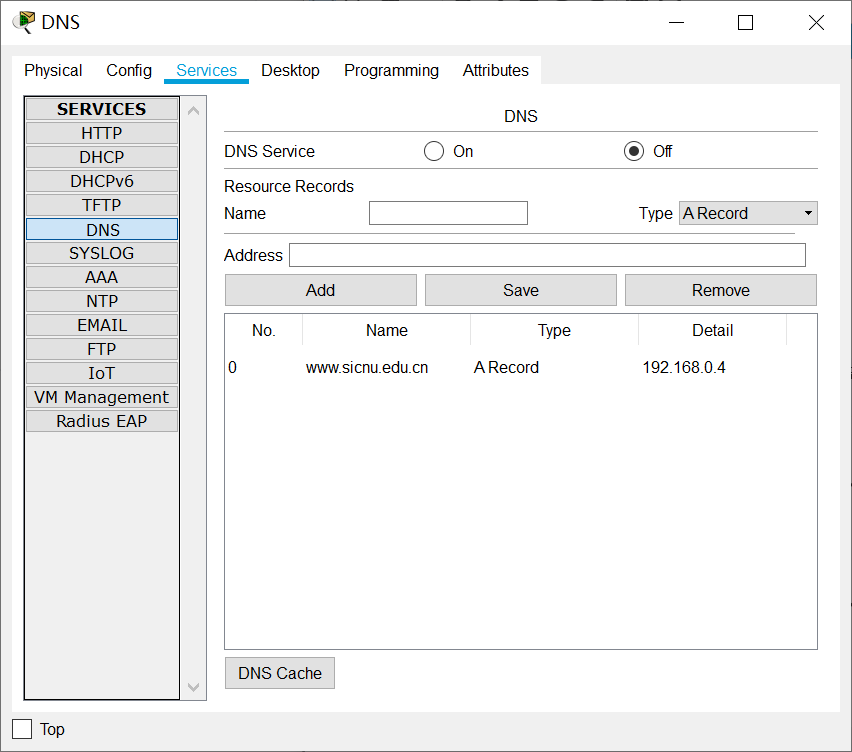 DNS
Physical Config Services Desktop Programming Attributes
SERVICES
HTTP
DHCP
DHCPv6
TFTP
DNS
SYSLOG
AAA
NTP
EMAIL
FTP
IoT
VM Management
Radius EAP
DNS
DNS Service On Off
Resource Records
Name Type A Record
Address
Add Save Remove
No. Name Type Detail
0 www.sicnu.edu.cn A Record 192.168.0.4
DNS Cache
Top